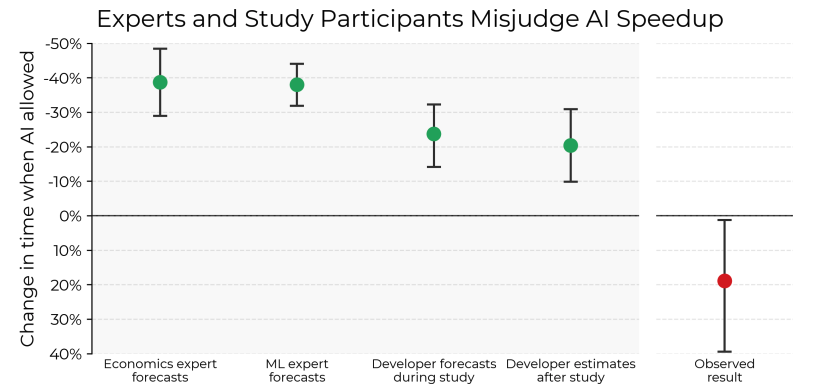 Experts and Study Participants Misjudge AI Speedup
Change in time when AI allowed
-50%
-40%
-30%
-20%
-10%
0%
10%
20%
30%
40%
Economics expert
forecasts
ML expert
forecasts
Developer forecasts
during study
Developer estimates
after study
Observed
result